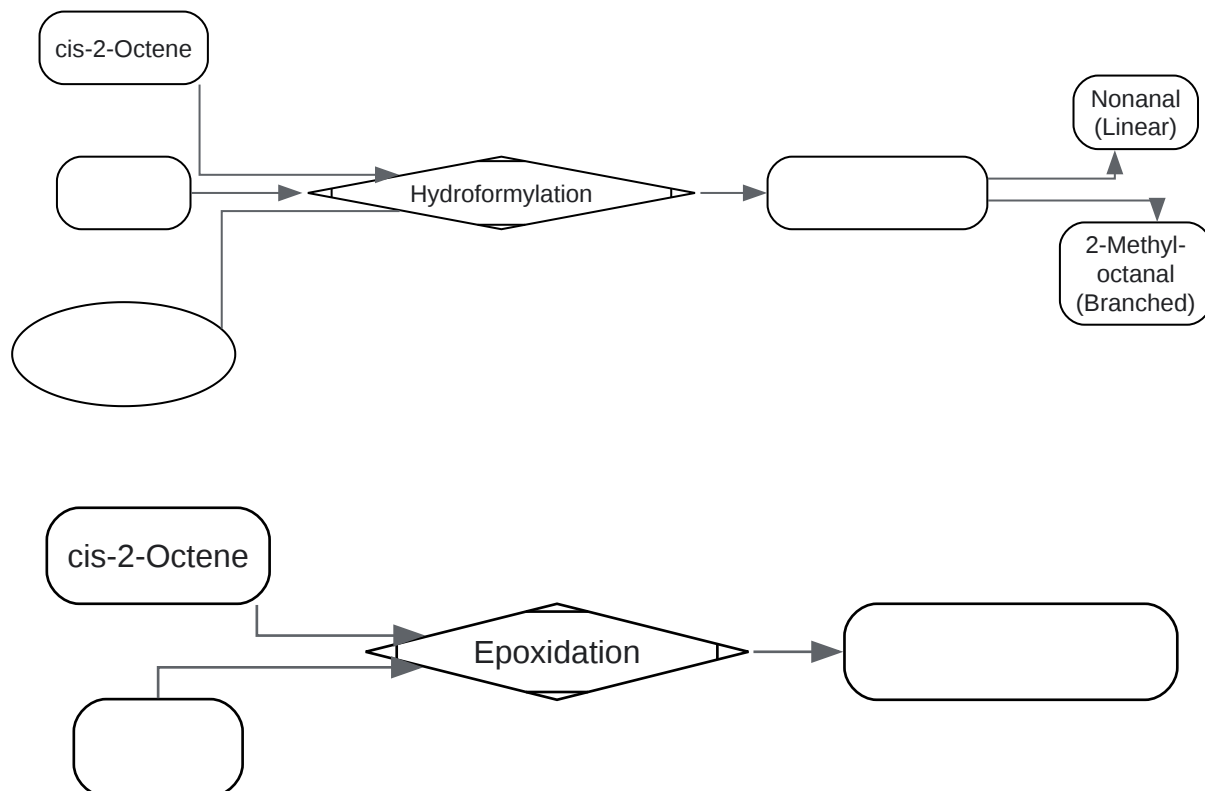 cis-2-Octene
Nonanal
(Linear)
Hydroformylation
2-Methyl-
octanal
(Branched)
cis-2-Octene
Epoxidation